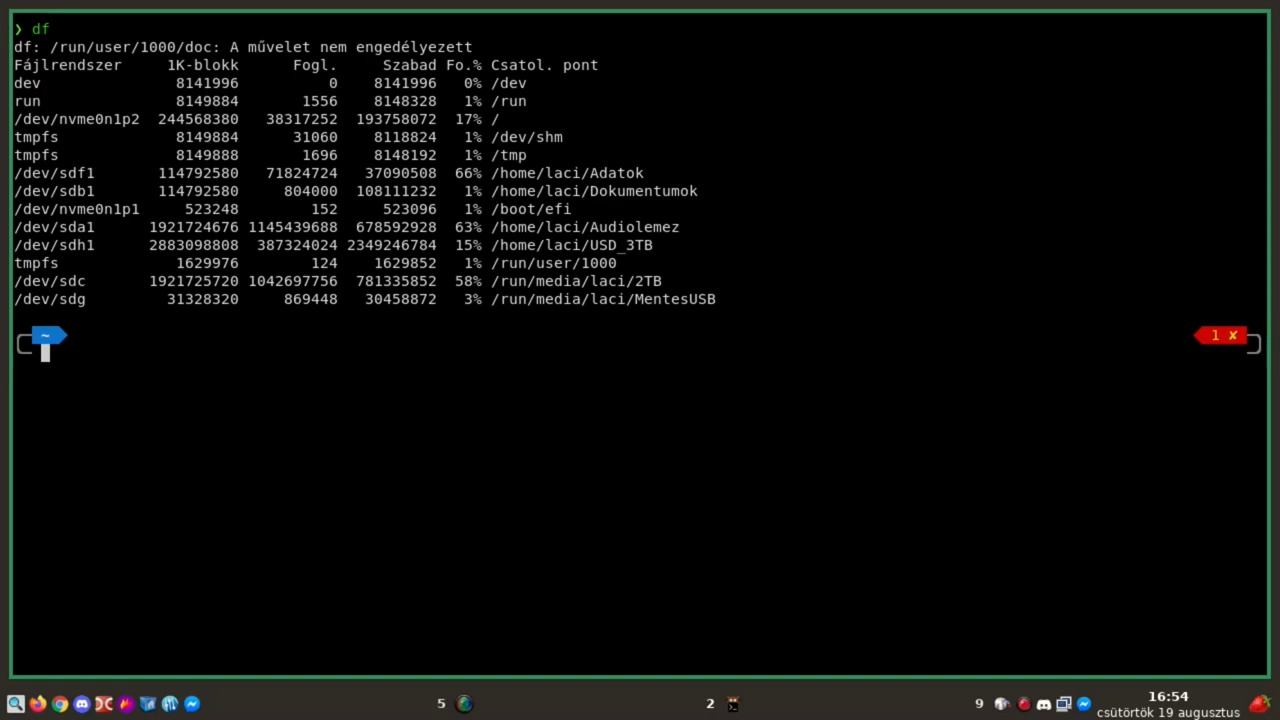 ❯ df
df: /run/user/1000/doc: A művelet nem engedélyezett
Fájlrendszer     1K-blokk      Fogl.     Szabad Fo.% Csatol. pont
dev               8141996          0    8141996   0% /dev
run               8149884       1556    8148328   1% /run
/dev/nvme0n1p2  244568380   38317252  193758072  17% /
tmpfs             8149884      31060    8118824   1% /dev/shm
tmpfs             8149888       1696    8148192   1% /tmp
/dev/sdf1       114792580   71824724   37090508  66% /home/laci/Adatok
/dev/sdb1       114792580     804000  108111232   1% /home/laci/Dokumentumok
/dev/nvme0n1p1     523248        152     523096   1% /boot/efi
/dev/sda1      1921724676 1145439688  678592928  63% /home/laci/Audiolemez
/dev/sdh1      2883098808  387324024 2349246784  15% /home/laci/USD_3TB
tmpfs             1629976        124    1629852   1% /run/user/1000
/dev/sdc       1921725720 1042697756  781335852  58% /run/media/laci/2TB
/dev/sdg         31328320     869448   30458872   3% /run/media/laci/MentesUSB
~ 1 ✘
5 2 9 16:54
csütörtök 19 augusztus